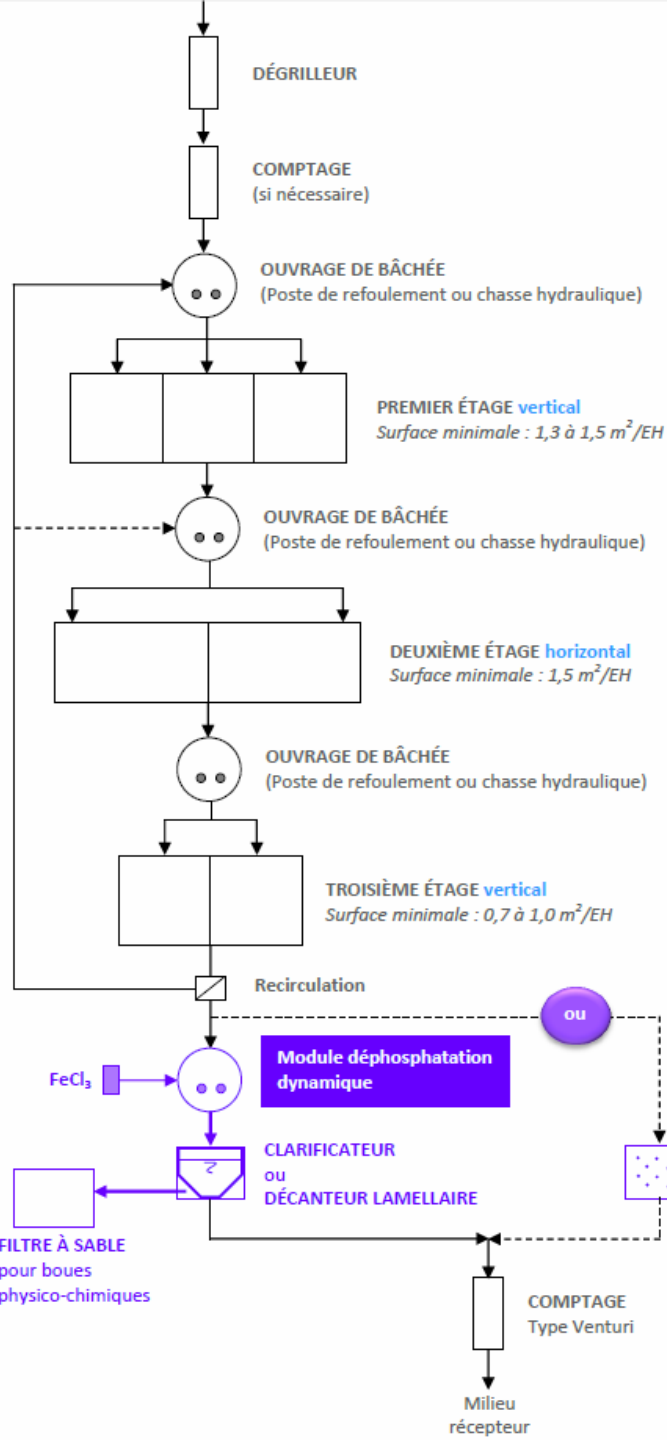 DÉGRILLEUR
COMPTAGE
(si nécessaire)
OUVRAGE DE BÂCHÉE
(Poste de refoulement ou chasse hydraulique)
PREMIER ÉTAGE vertical
Surface minimale : 1,3 à 1,5 m²/EH
OUVRAGE DE BÂCHÉE
(Poste de refoulement ou chasse hydraulique)
DEUXIÈME ÉTAGE horizontal
Surface minimale : 1,5 m²/EH
OUVRAGE DE BÂCHÉE
(Poste de refoulement ou chasse hydraulique)
TROISIÈME ÉTAGE vertical
Surface minimale : 0,7 à 1,0 m²/EH
Recirculation
ou
Module déphosphatation
dynamique
FeCl₃
CLARIFICATEUR
ou
DÉCANTEUR LAMELLAIRE
FILTRE À SABLE
pour boues
physico-chimiques
COMPTAGE
Type Venturi
Milieu
récepteur